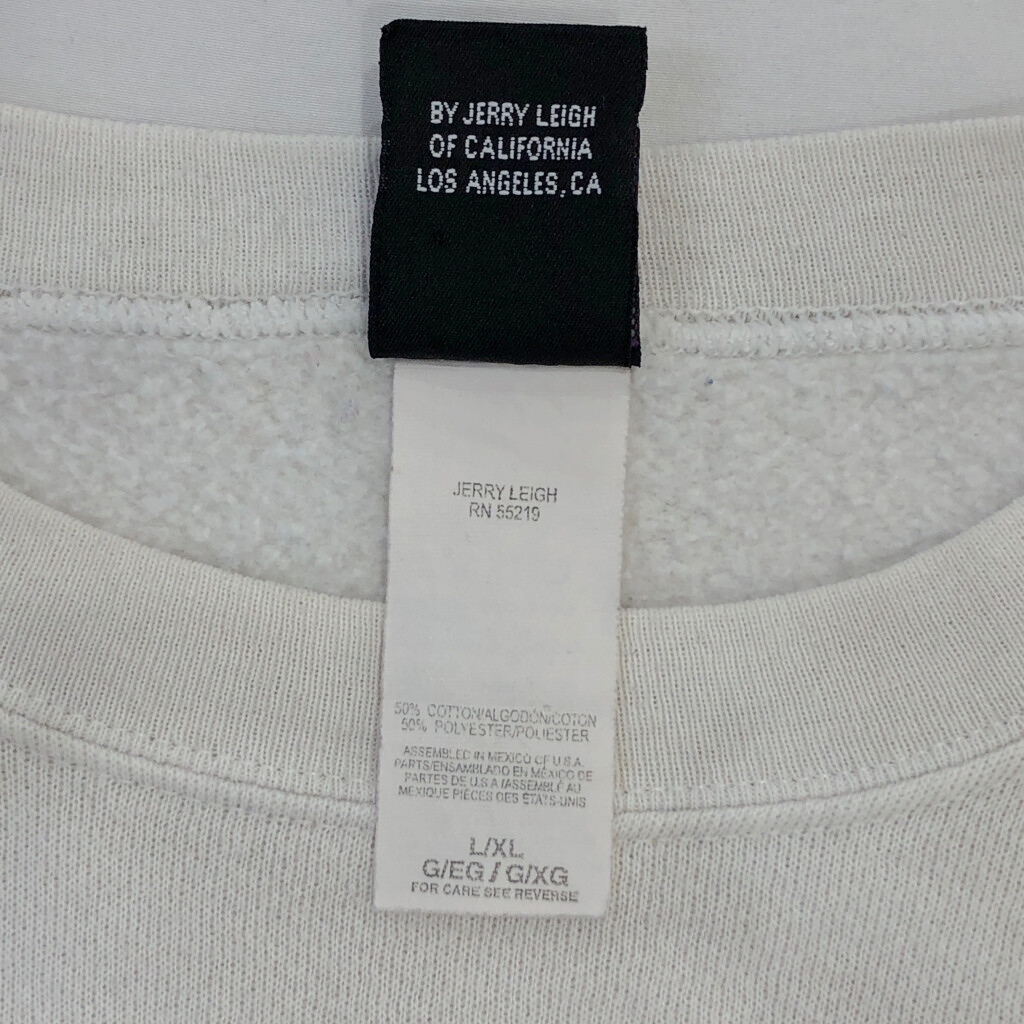 BY JERRY LEIGH
OF CALIFORNIA
LOS ANGELES, CA
JERRY LEIGH
RN 55219
50% COTTON/ALGODÓN/COTON
50% POLYESTER/POLIESTER
ASSEMBLED IN MEXICO OF U.S.A.
PARTS/ENSAMBLADO EN MÉXICO DE
PARTES DE U.S.A./ASSEMBLÉ AU
MEXIQUE PIÈCES DES ÉTATS-UNIS
L/XL
G/EG / G/XG
FOR CARE SEE REVERSE